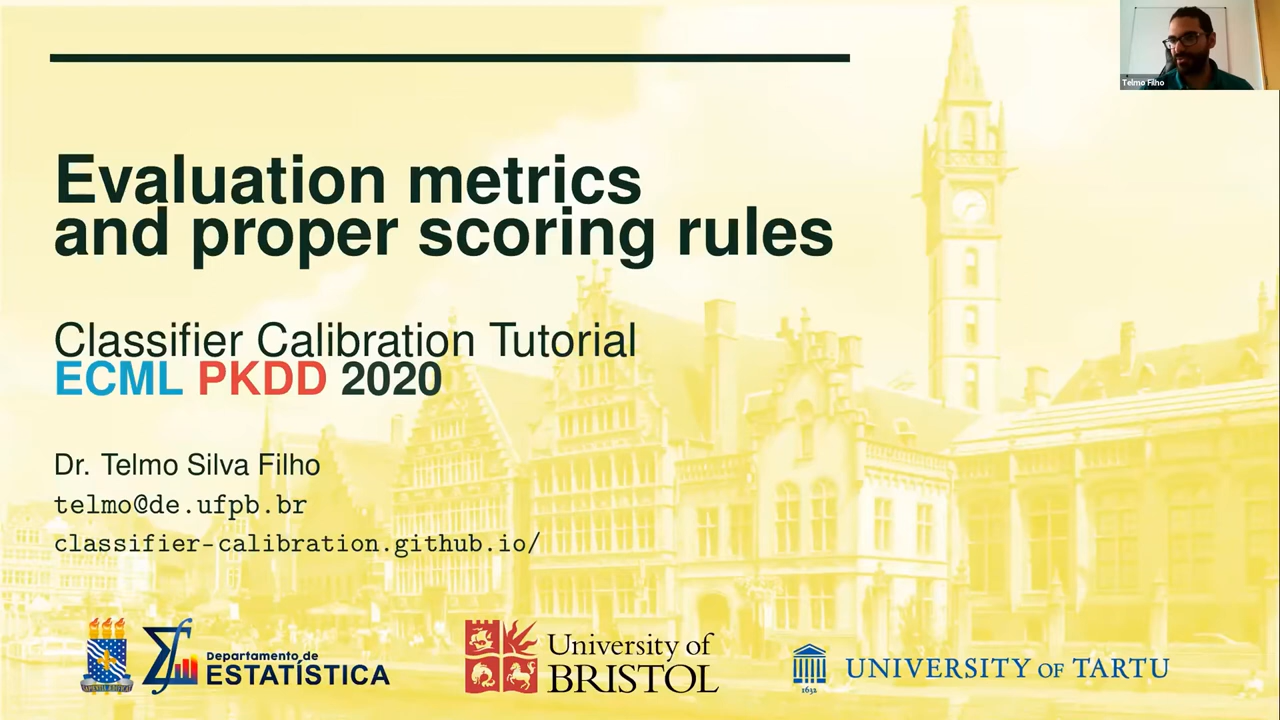 Telmo Filho
Evaluation metrics
and proper scoring rules
Classifier Calibration Tutorial
ECML PKDD 2020
Dr. Telmo Silva Filho
telmo@de.ufpb.br
classifier-calibration.github.io/
Departamento de
ESTATÍSTICA
University of
BRISTOL
1632
UNIVERSITY OF TARTU